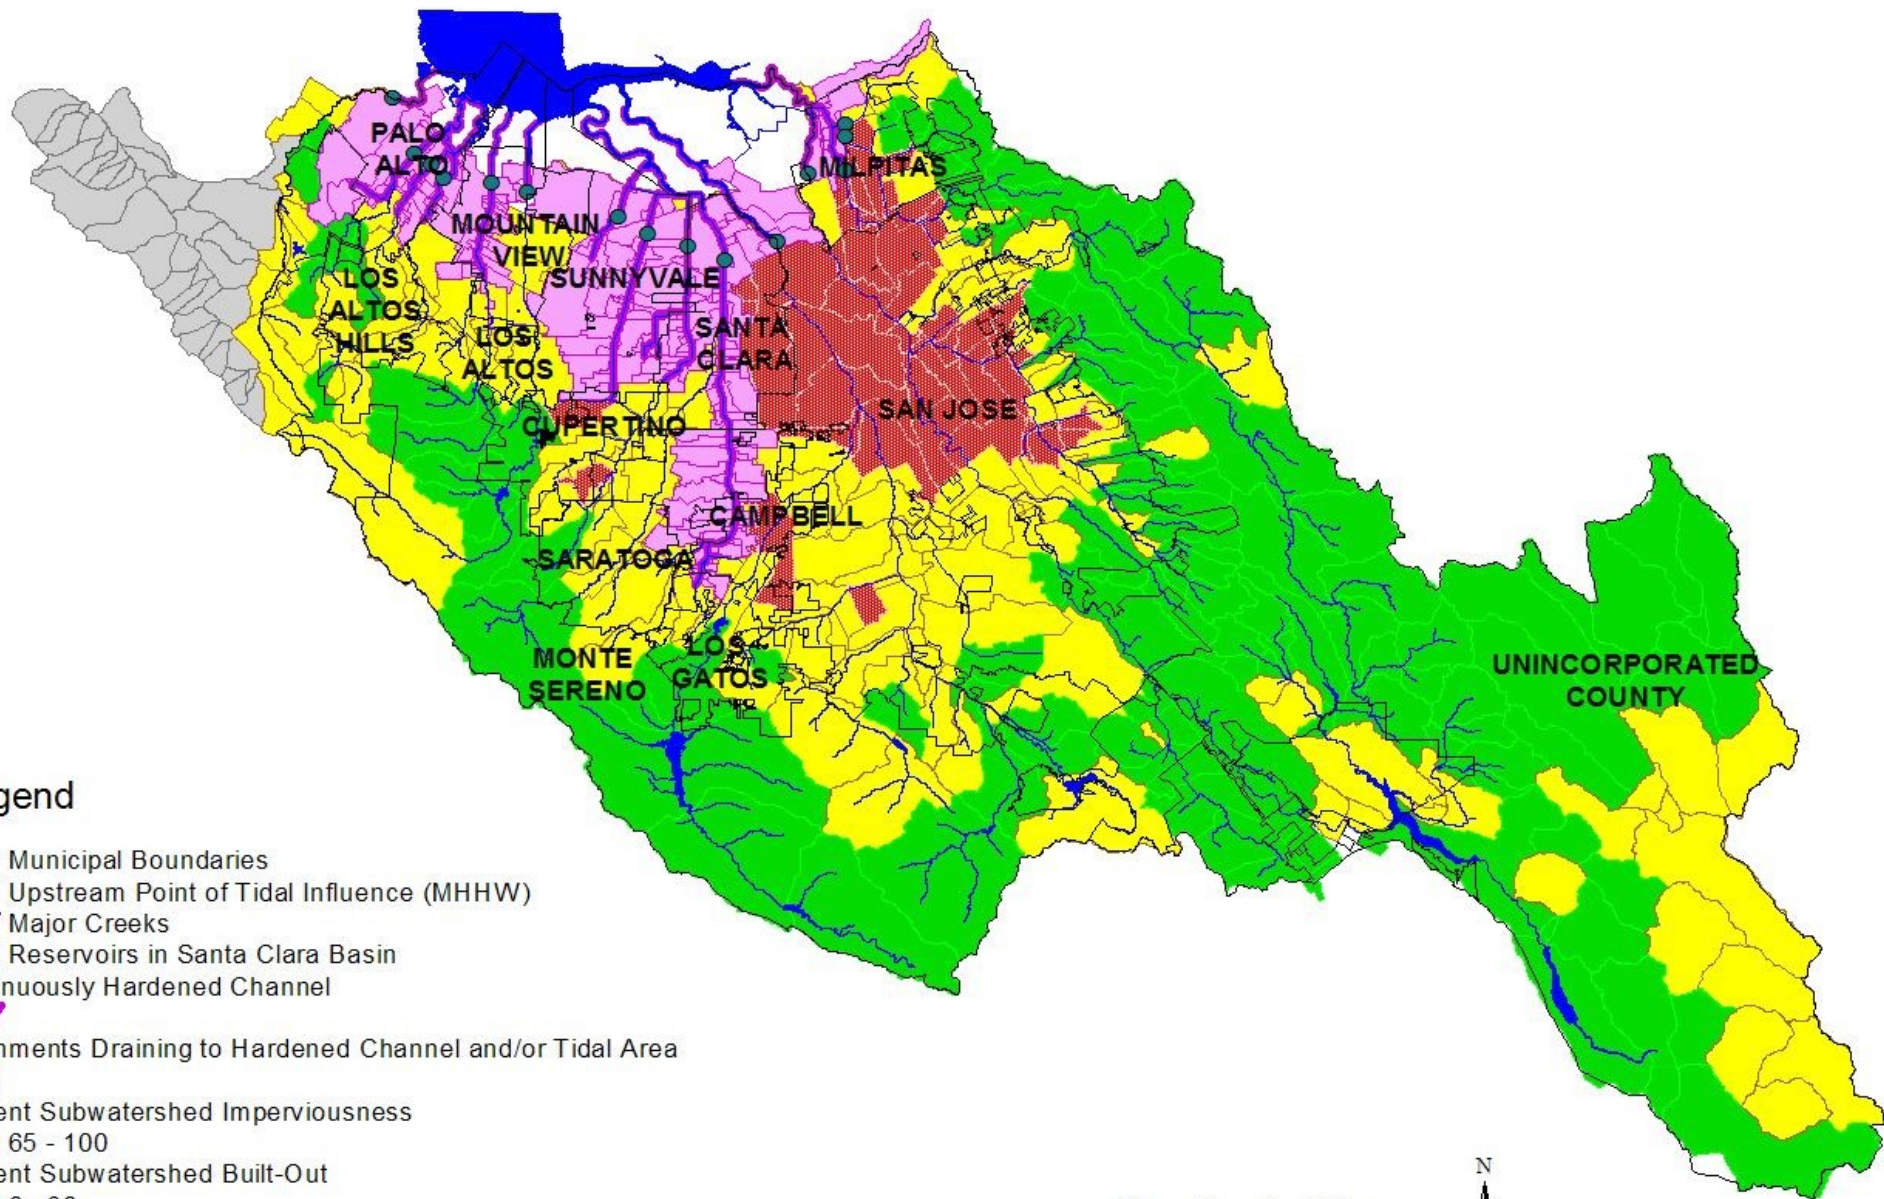 PALO
ALTO
MILPITAS
MOUNTAIN
VIEW
SUNNYVALE
LOS
ALTOS
HILLS
LOS
ALTOS
SANTA
CLARA
SAN JOSE
CUPERTINO
CAMPBELL
SARATOGA
MONTE
SERENO
LOS
GATOS
UNINCORPORATED
COUNTY
gend
Municipal Boundaries
Upstream Point of Tidal Influence (MHHW)
Major Creeks
Reservoirs in Santa Clara Basin
nuously Hardened Channel
nments Draining to Hardened Channel and/or Tidal Area
ent Subwatershed Imperviousness
65 - 100
ent Subwatershed Built-Out
N